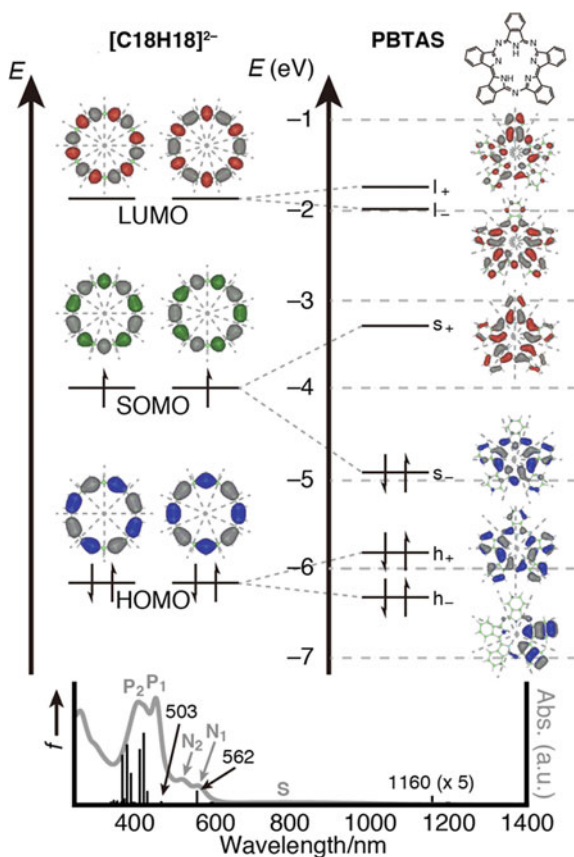 [C18H18]²⁻
PBTAS
N
N
N
N
N
N
NH
N
H
E
E (eV)
–1
–2
–3
–4
–5
–6
–7
LUMO
SOMO
HOMO
l₊
l₋
s₊
s₋
h₊
h₋
f
P₂ P₁
503
N₂ N₁
562
S
1160 (x 5)
Abs. (a.u.)
400 600 800 1000 1200 1400
Wavelength/nm